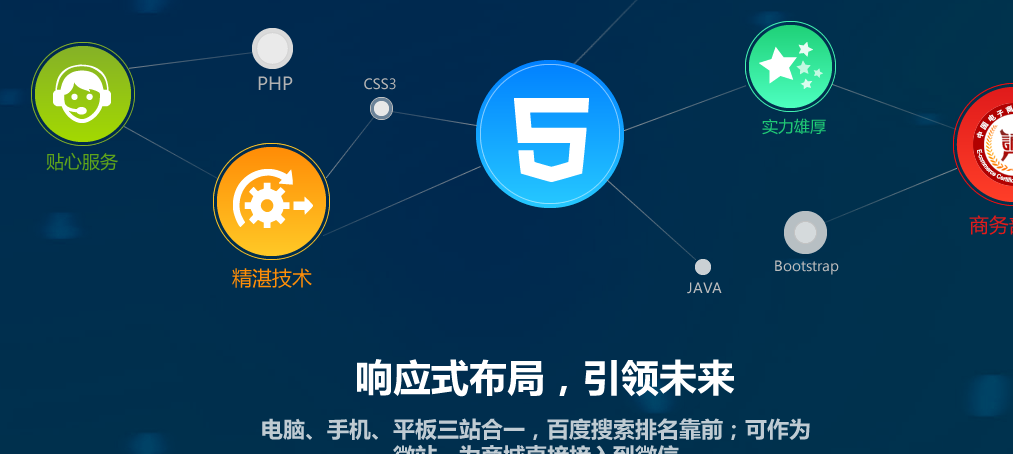 PHP
CSS3
贴心服务
实力雄厚
精湛技术
Bootstrap
JAVA
商务
响应式布局，引领未来
电脑、手机、平板三站合一，百度搜索排名靠前；可作为